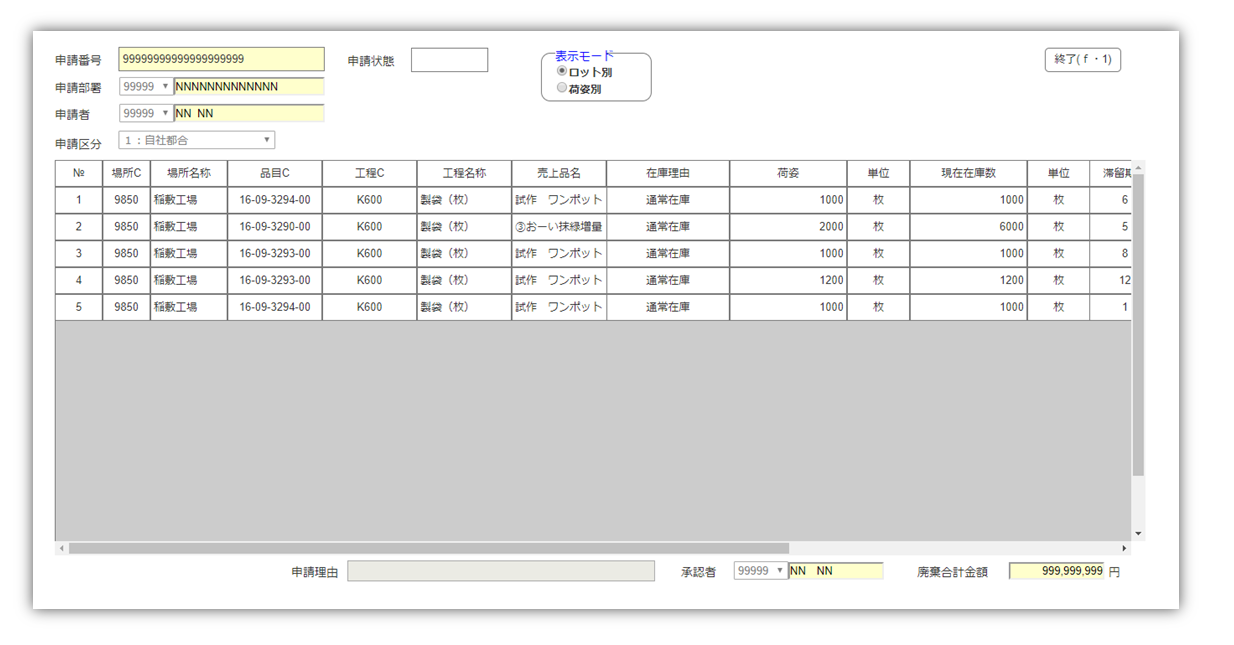 申請番号 99999999999999999999 申請状態 表示モード 終了(ｆ・1)
ロット別
申請部署 99999 ▼ NNNNNNNNNNNNN 荷姿別
申請者 99999 ▼ NN NN
申請区分 1：自社都合 ▼
№ 場所C 場所名称 品目C 工程C 工程名称 売上品名 在庫理由 荷姿 単位 現在在庫数 単位 滞留
1 9850 稲敷工場 16-09-3294-00 K600 製袋（枚） 試作　ワンポット 通常在庫 1000 枚 1000 枚 6
2 9850 稲敷工場 16-09-3290-00 K600 製袋（枚） ③おーい抹緑増量 通常在庫 2000 枚 6000 枚 5
3 9850 稲敷工場 16-09-3293-00 K600 製袋（枚） 試作　ワンポット 通常在庫 1000 枚 1000 枚 8
4 9850 稲敷工場 16-09-3293-00 K600 製袋（枚） 試作　ワンポット 通常在庫 1200 枚 1200 枚 12
5 9850 稲敷工場 16-09-3294-00 K600 製袋（枚） 試作　ワンポット 通常在庫 1000 枚 1000 枚 1
申請理由 承認者 99999 ▼ NN　NN 廃棄合計金額 999,999,999 円